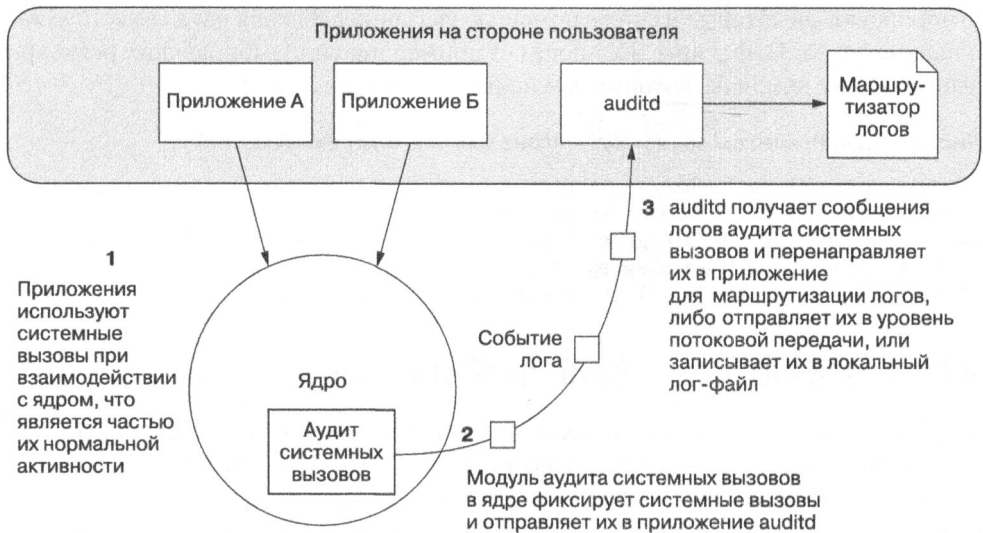 Приложения на стороне пользователя
Приложение А
Приложение Б
auditd
Маршру-
тизатор
логов
1
Приложения
используют
системные
вызовы при
взаимодействии
с ядром, что
является частью
их нормальной
активности
Ядро
Аудит
системных
вызовов
Событие
лога
2
Модуль аудита системных вызовов
в ядре фиксирует системные вызовы
и отправляет их в приложение auditd
3 auditd получает сообщения
логов аудита системных
вызовов и перенаправляет
их в приложение
для маршрутизации логов,
либо отправляет их в уровень
потоковой передачи, или
записывает их в локальный
лог-файл